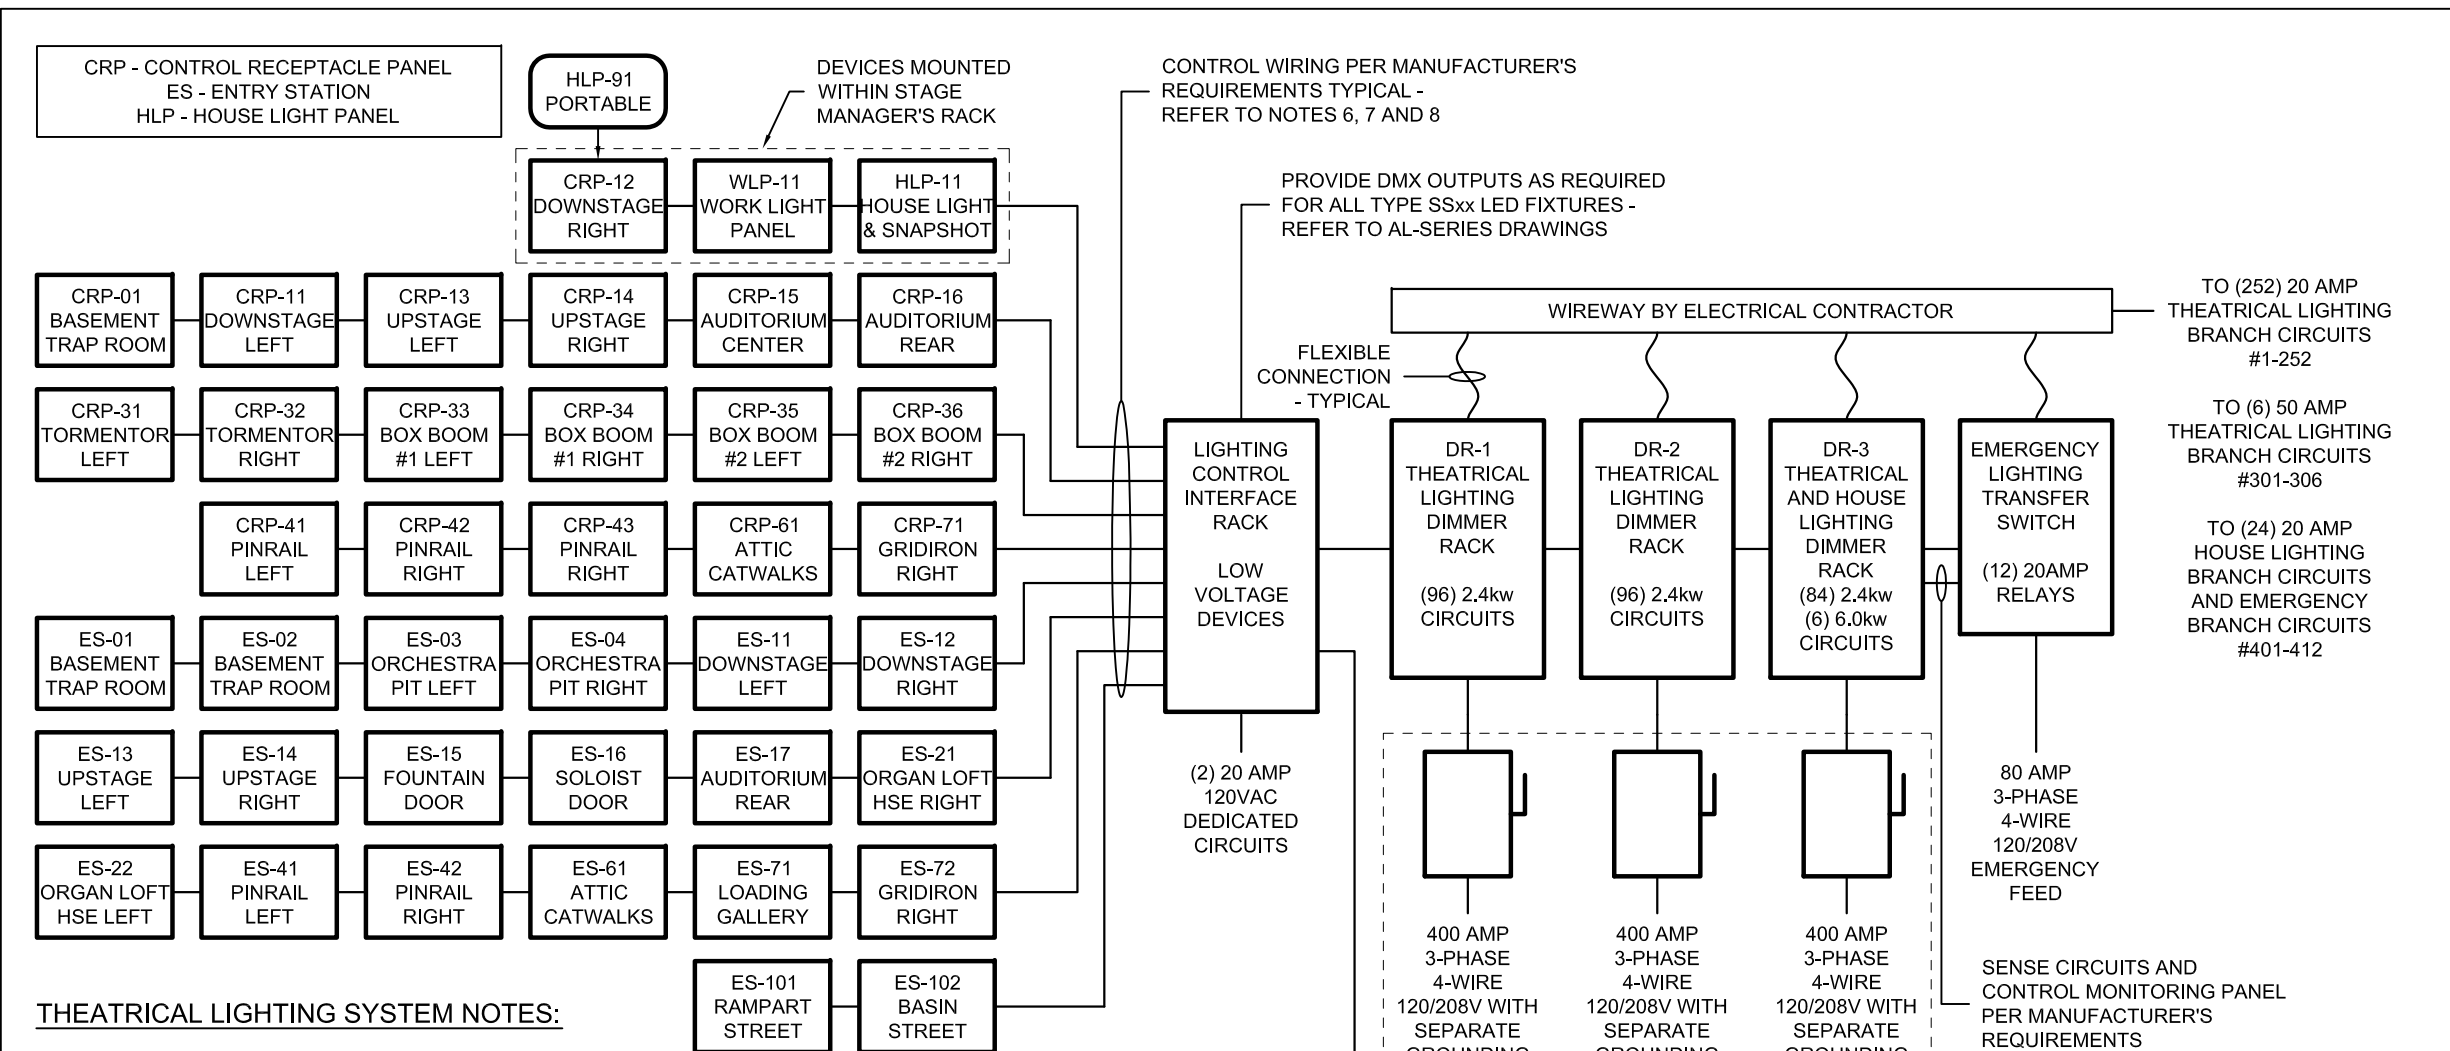 CRP - CONTROL RECEPTACLE PANEL
ES - ENTRY STATION
HLP - HOUSE LIGHT PANEL
HLP-91
PORTABLE
DEVICES MOUNTED
WITHIN STAGE
MANAGER'S RACK
CONTROL WIRING PER MANUFACTURER'S
REQUIREMENTS TYPICAL -
REFER TO NOTES 6, 7 AND 8
CRP-12
DOWNSTAGE
RIGHT
WLP-11
WORK LIGHT
PANEL
HLP-11
HOUSE LIGHT
& SNAPSHOT
PROVIDE DMX OUTPUTS AS REQUIRED
FOR ALL TYPE SSxx LED FIXTURES -
REFER TO AL-SERIES DRAWINGS
CRP-01
BASEMENT
TRAP ROOM
CRP-11
DOWNSTAGE
LEFT
CRP-13
UPSTAGE
LEFT
CRP-14
UPSTAGE
RIGHT
CRP-15
AUDITORIUM
CENTER
CRP-16
AUDITORIUM
REAR
WIREWAY BY ELECTRICAL CONTRACTOR
TO (252) 20 AMP
THEATRICAL LIGHTING
BRANCH CIRCUITS
#1-252
FLEXIBLE
CONNECTION
- TYPICAL
TO (6) 50 AMP
THEATRICAL LIGHTING
BRANCH CIRCUITS
#301-306
TO (24) 20 AMP
HOUSE LIGHTING
BRANCH CIRCUITS
AND EMERGENCY
BRANCH CIRCUITS
#401-412
CRP-31
TORMENTOR
LEFT
CRP-32
TORMENTOR
RIGHT
CRP-33
BOX BOOM
#1 LEFT
CRP-34
BOX BOOM
#1 RIGHT
CRP-35
BOX BOOM
#2 LEFT
CRP-36
BOX BOOM
#2 RIGHT
LIGHTING
CONTROL
INTERFACE
RACK
LOW
VOLTAGE
DEVICES
DR-1
THEATRICAL
LIGHTING
DIMMER
RACK
(96) 2.4kw
CIRCUITS
DR-2
THEATRICAL
LIGHTING
DIMMER
RACK
(96) 2.4kw
CIRCUITS
DR-3
THEATRICAL
AND HOUSE
LIGHTING
DIMMER
RACK
(84) 2.4kw
(6) 6.0kw
CIRCUITS
EMERGENCY
LIGHTING
TRANSFER
SWITCH
(12) 20AMP
RELAYS
CRP-41
PINRAIL
LEFT
CRP-42
PINRAIL
RIGHT
CRP-43
PINRAIL
RIGHT
CRP-61
ATTIC
CATWALKS
CRP-71
GRIDIRON
RIGHT
ES-01
BASEMENT
TRAP ROOM
ES-02
BASEMENT
TRAP ROOM
ES-03
ORCHESTRA
PIT LEFT
ES-04
ORCHESTRA
PIT RIGHT
ES-11
DOWNSTAGE
LEFT
ES-12
DOWNSTAGE
RIGHT
ES-13
UPSTAGE
LEFT
ES-14
UPSTAGE
RIGHT
ES-15
FOUNTAIN
DOOR
ES-16
SOLOIST
DOOR
ES-17
AUDITORIUM
REAR
ES-21
ORGAN LOFT
HSE RIGHT
(2) 20 AMP
120VAC
DEDICATED
CIRCUITS
80 AMP
3-PHASE
4-WIRE
120/208V
EMERGENCY
FEED
ES-22
ORGAN LOFT
HSE LEFT
ES-41
PINRAIL
LEFT
ES-42
PINRAIL
RIGHT
ES-61
ATTIC
CATWALKS
ES-71
LOADING
GALLERY
ES-72
GRIDIRON
RIGHT
400 AMP
3-PHASE
4-WIRE
120/208V WITH
SEPARATE
GROUNDING
400 AMP
3-PHASE
4-WIRE
120/208V WITH
SEPARATE
GROUNDING
400 AMP
3-PHASE
4-WIRE
120/208V WITH
SEPARATE
GROUNDING
SENSE CIRCUITS AND
CONTROL MONITORING PANEL
PER MANUFACTURER'S
REQUIREMENTS
ES-101
RAMPART
STREET
ES-102
BASIN
STREET
THEATRICAL LIGHTING SYSTEM NOTES: